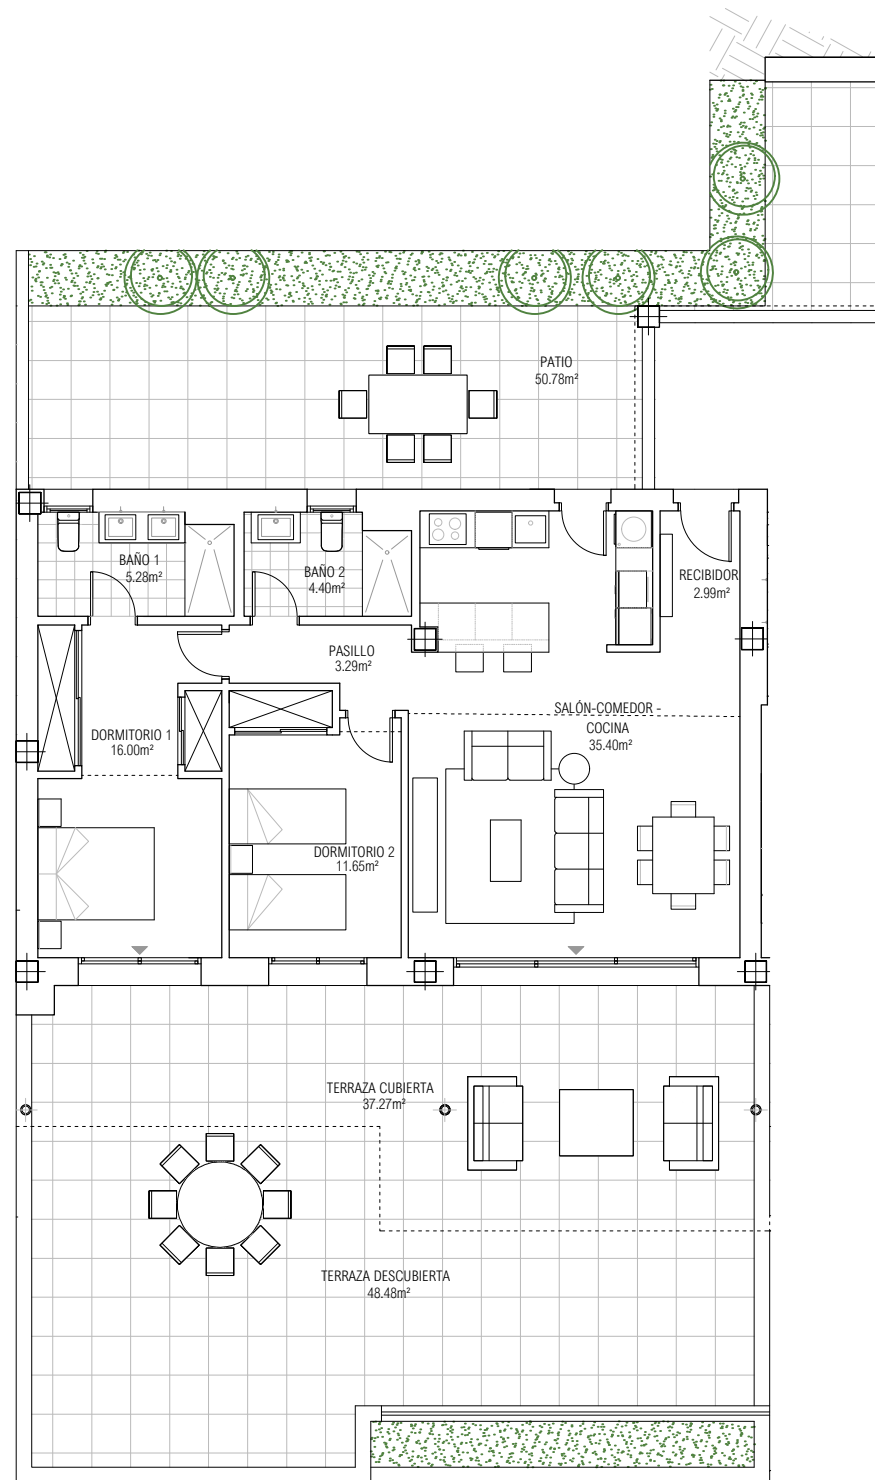 PATIO
50.78m²
BAÑO 1
5.28m²
BAÑO 2
4.40m²
RECIBIDOR
2.99m²
PASILLO
3.29m²
DORMITORIO 1
16.00m²
SALÓN-COMEDOR -
COCINA
35.40m²
DORMITORIO 2
11.65m²
TERRAZA CUBIERTA
37.27m²
TERRAZA DESCUBIERTA
48.48m²